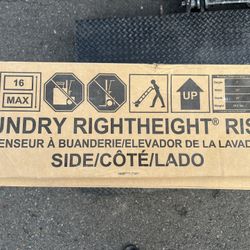 16
MAX
UP
UNDRY RIGHTHEIGHT® RIS
ENSEUR À BUANDERIE/ELEVADOR DE LA LAVAD
SIDE/CÔTÉ/LADO